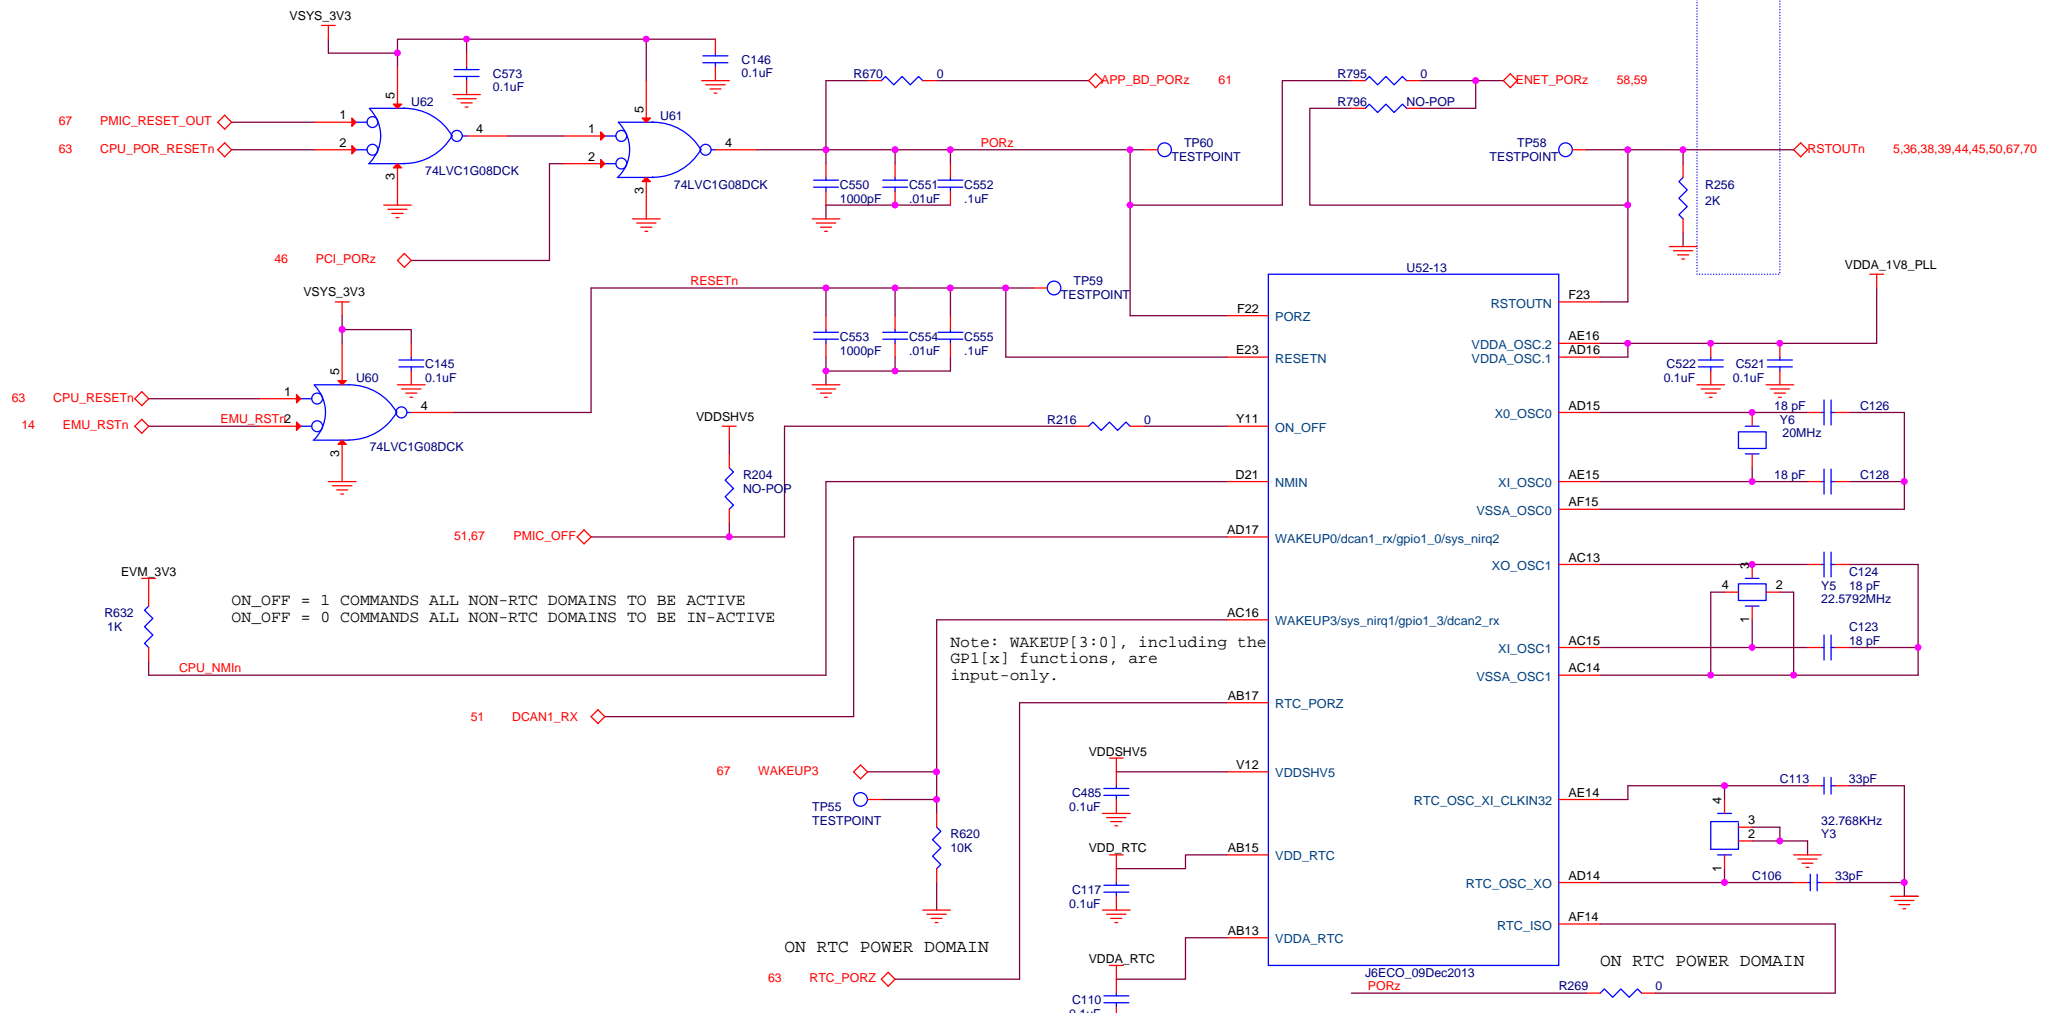 VSYS_3V3
C573
0.1uF
C146
0.1uF
5
U62
67 PMIC_RESET_OUT
1
63 CPU_POR_RESETn
2
4
3
74LVC1G08DCK
5
U61
1
2
4
3
74LVC1G08DCK
46 PCI_PORz
R670 0
APP_BD_PORz 61
PORz
TP60
TESTPOINT
C550
1000pF
C551
.01uF
C552
.1uF
R795 0
R796 NO-POP
ENET_PORz 58,59
TP58
TESTPOINT
RSTOUTn 5,36,38,39,44,45,50,67,70
R256
2K
VSYS_3V3
RESETn
TP59
TESTPOINT
C553
1000pF
C554
.01uF
C555
.1uF
C145
0.1uF
5
U60
63 CPU_RESETn
1
14 EMU_RSTn
EMU_RSTn
2
4
3
74LVC1G08DCK
VDDSHV5
R204
NO-POP
R216 0
51,67 PMIC_OFF
EVM_3V3
R632
1K
ON_OFF = 1 COMMANDS ALL NON-RTC DOMAINS TO BE ACTIVE
ON_OFF = 0 COMMANDS ALL NON-RTC DOMAINS TO BE IN-ACTIVE
CPU_NMIn
51 DCAN1_RX
67 WAKEUP3
TP55
TESTPOINT
R620
10K
Note: WAKEUP[3:0], including the
GP1[x] functions, are
input-only.
ON RTC POWER DOMAIN
63 RTC_PORZ
VDDSHV5
C485
0.1uF
VDD_RTC
C117
0.1uF
VDDA_RTC
C110
0.1uF
U52-13
F22 PORZ
E23 RESETN
Y11 ON_OFF
D21 NMIN
AD17 WAKEUP0/dcan1_rx/gpio1_0/sys_nirq2
AC16 WAKEUP3/sys_nirq1/gpio1_3/dcan2_rx
AB17 RTC_PORZ
V12 VDDSHV5
AB15 VDD_RTC
AB13 VDDA_RTC
RSTOUTN F23
VDDA_OSC.2 AE16
VDDA_OSC.1 AD16
X0_OSC0 AD15
XI_OSC0 AE15
VSSA_OSC0 AF15
XO_OSC1 AC13
XI_OSC1 AC15
VSSA_OSC1 AC14
RTC_OSC_XI_CLKIN32 AE14
RTC_OSC_XO AD14
RTC_ISO AF14
J6ECO_09Dec2013
VDDA_1V8_PLL
C522
0.1uF
C521
0.1uF
18 pF C126
Y6
20MHz
18 pF C128
3
C124
4 2
Y5 18 pF
22.5792MHz
1
C123
18 pF
C113 33pF
4
3
2
32.768KHz
Y3
1
C106 33pF
ON RTC POWER DOMAIN
PORz
R269 0